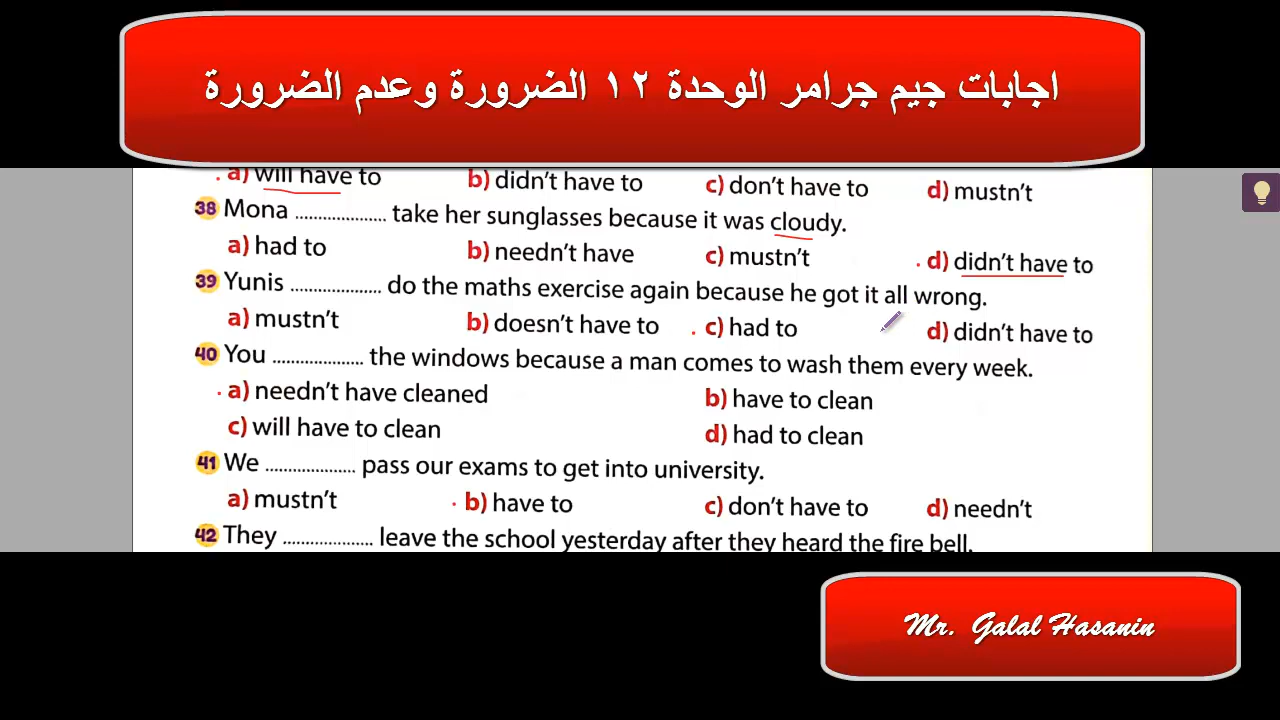 اجابات جيم جرامر الوحدة ١٢ الضرورة وعدم الضرورة
a) will have to b) didn't have to c) don't have to d) mustn't
38 Mona .................... take her sunglasses because it was cloudy.
a) had to b) needn't have c) mustn't d) didn't have to
39 Yunis .................... do the maths exercise again because he got it all wrong.
a) mustn't b) doesn't have to c) had to d) didn't have to
40 You .................... the windows because a man comes to wash them every week.
a) needn't have cleaned b) have to clean
c) will have to clean d) had to clean
41 We .................... pass our exams to get into university.
a) mustn't b) have to c) don't have to d) needn't
42 They .................... leave the school yesterday after they heard the fire bell.
Mr. Galal Hasanin